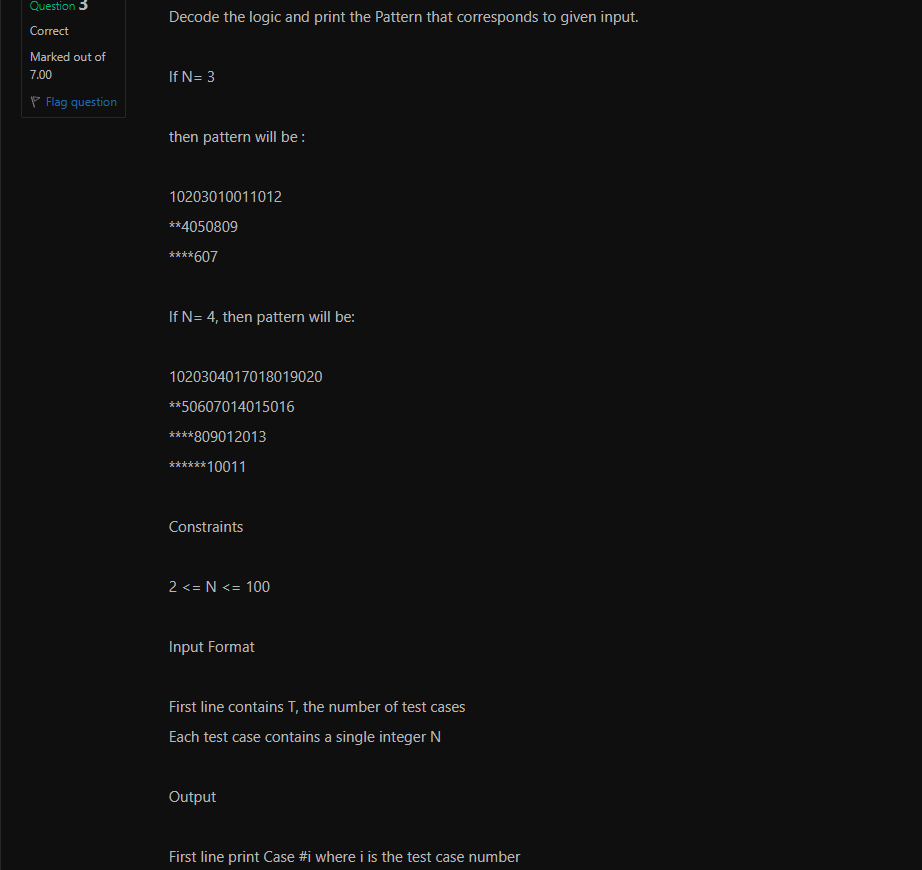 Question 3
Correct
Marked out of
7.00
Flag question
Decode the logic and print the Pattern that corresponds to given input.
If N= 3
then pattern will be :
10203010011012
**4050809
****607
If N= 4, then pattern will be:
1020304017018019020
**50607014015016
****809012013
******10011
Constraints
2 <= N <= 100
Input Format
First line contains T, the number of test cases
Each test case contains a single integer N
Output
First line print Case #i where i is the test case number